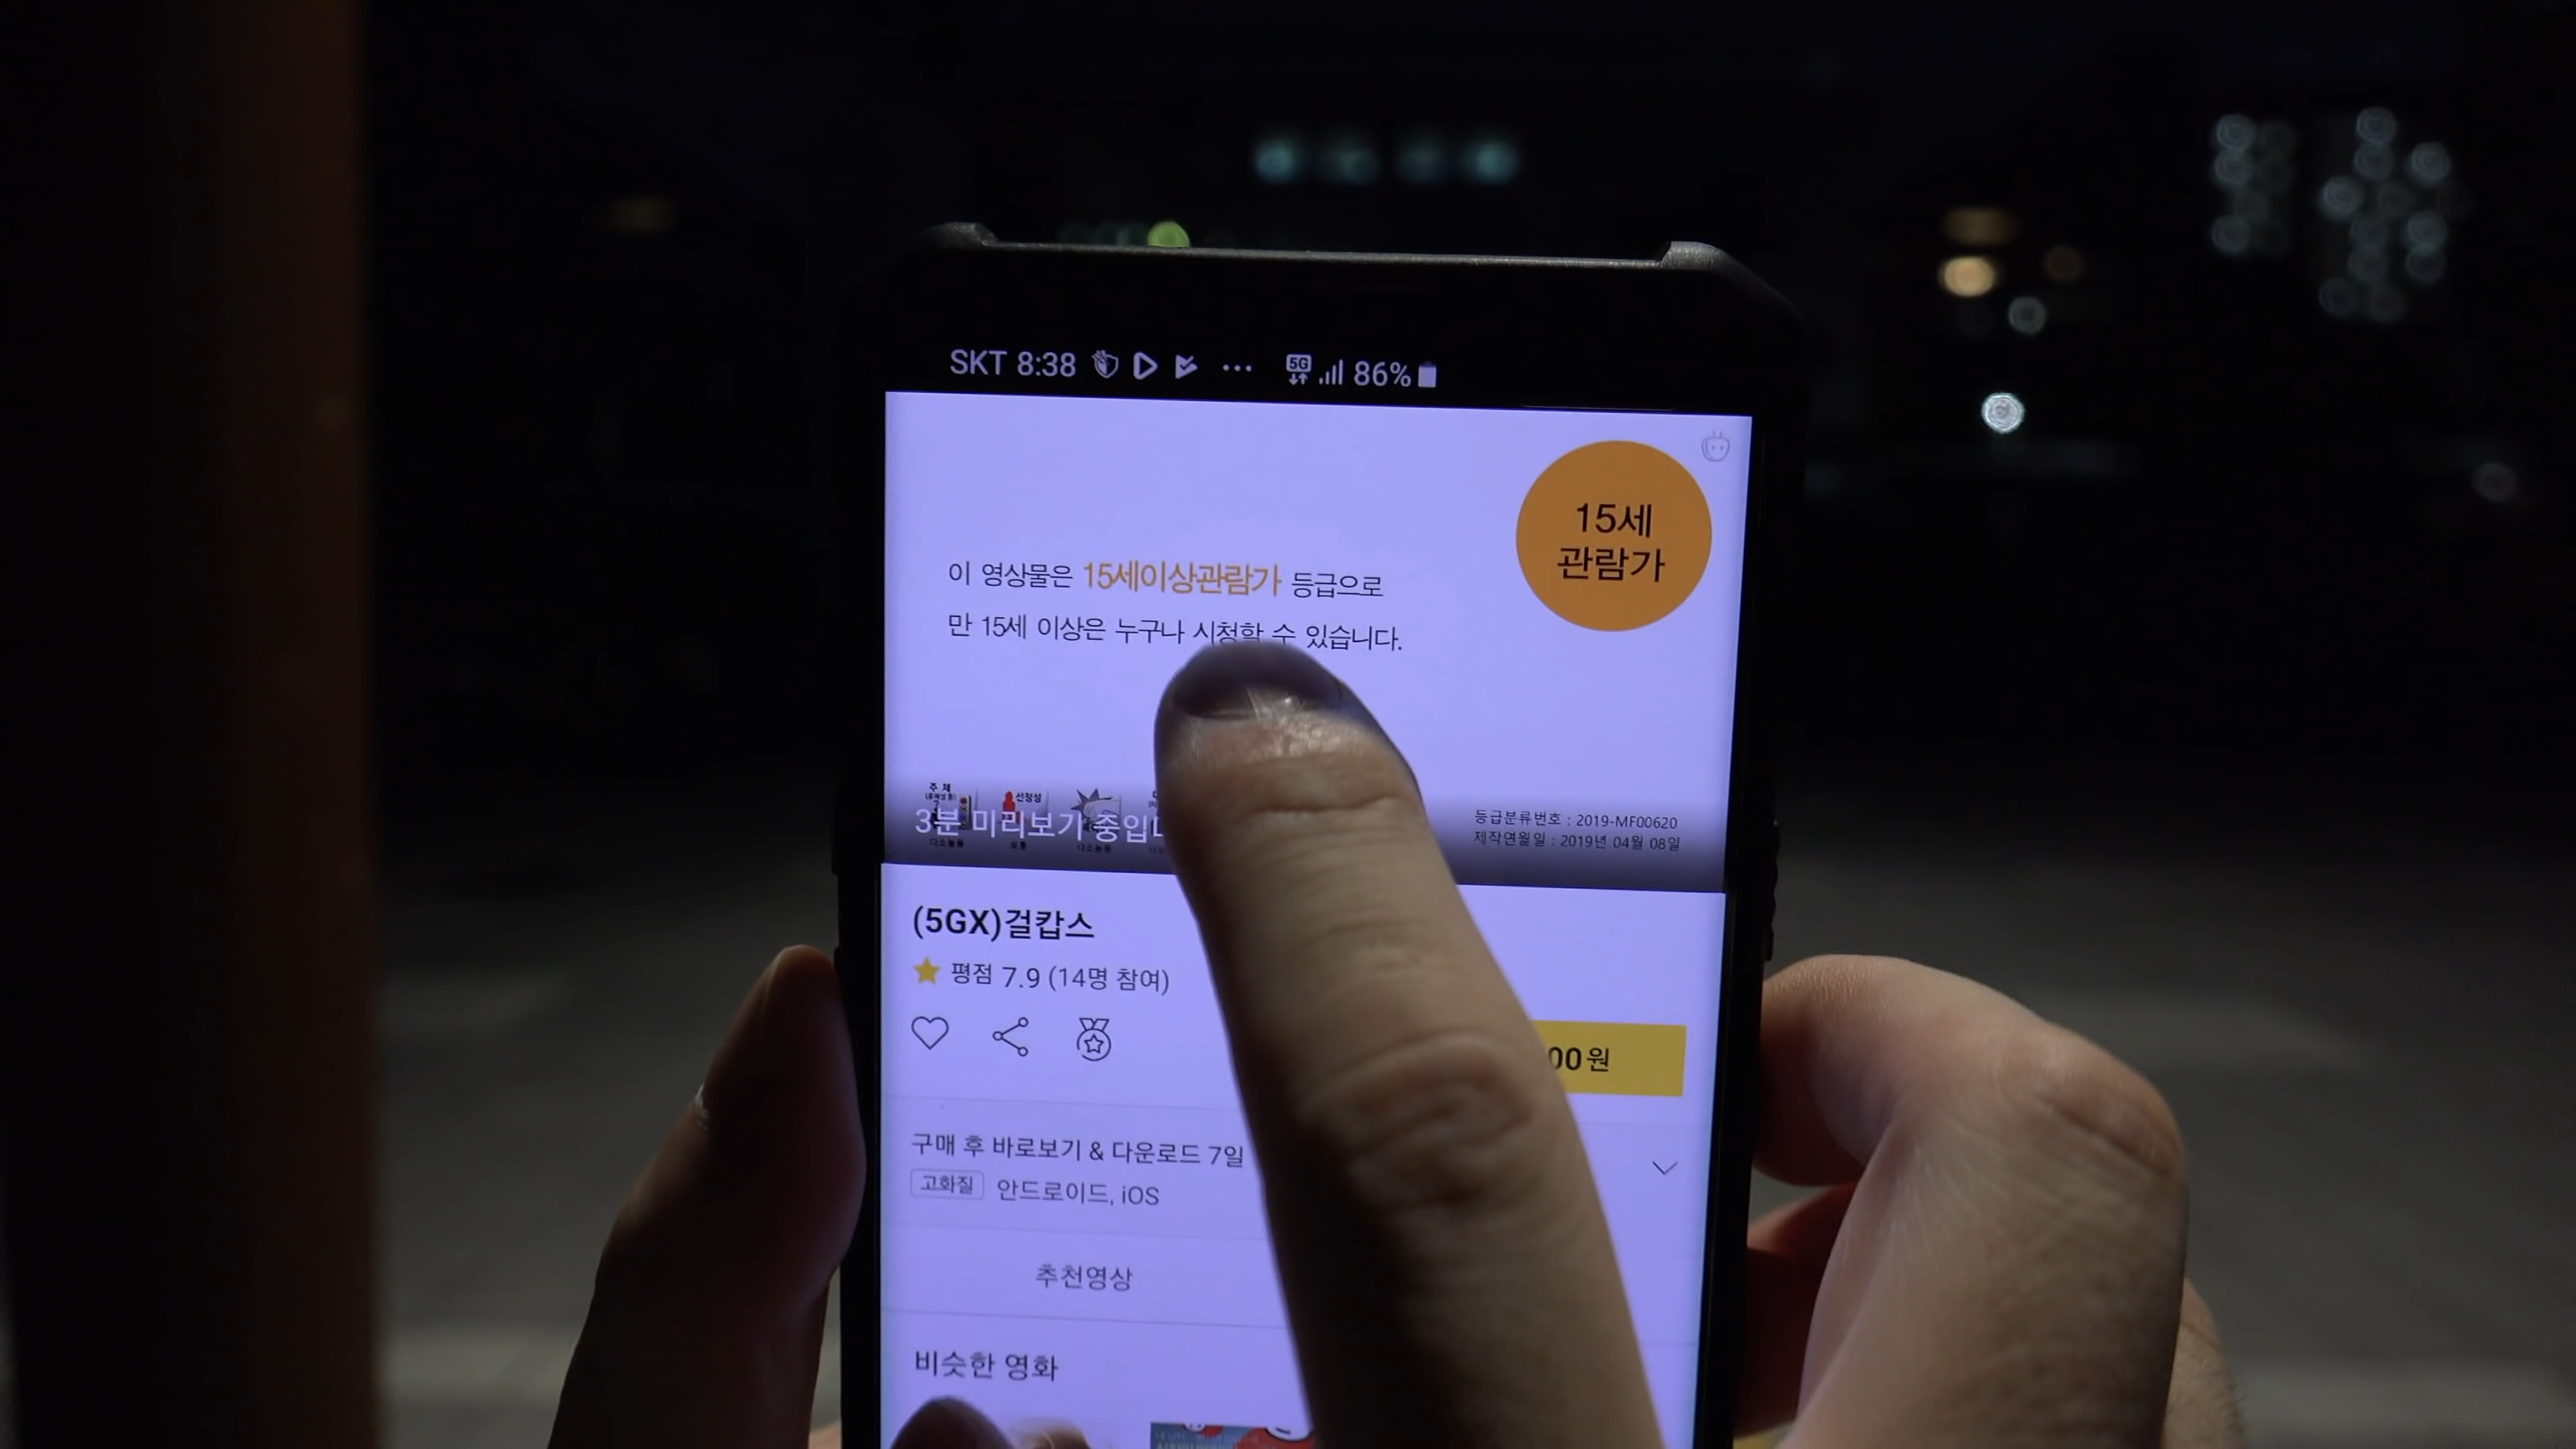 SKT 8:38 ... 5G 86%
15세
관람가
이 영상물은 15세이상관람가 등급으로
만 15세 이상은 누구나 시청할 수 있습니다.
주 제
선정성
3분 미리보기 중입니
등급분류번호 : 2019-MF00620
제작연월일 : 2019년 04월 08일
(5GX)걸캅스
평점 7.9 (14명 참여)
00원
구매 후 바로보기 & 다운로드 7일
고화질 안드로이드, iOS
추천영상
비슷한 영화